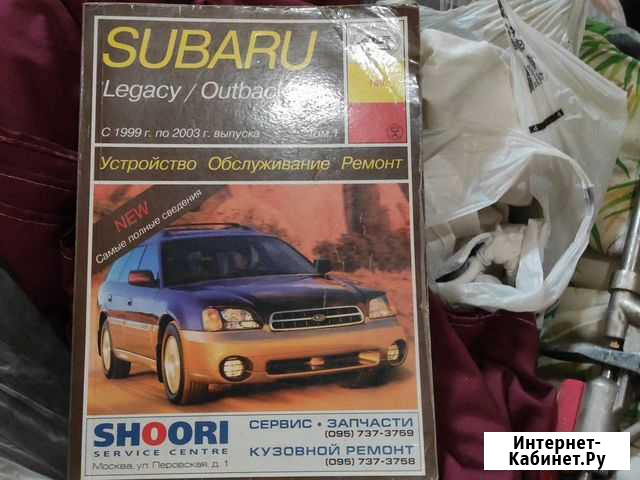 SUBARU
Legacy / Outback
С 1999 г. по 2003 г. выпуска Том 1
Устройство Обслуживание Ремонт
NEW
Самые полные сведения
SHOORI
SERVICE CENTRE
Москва, ул. Перовская, д. 1
СЕРВИС • ЗАПЧАСТИ
(095) 737-3759
КУЗОВНОЙ РЕМОНТ
(095) 737-3758
Интернет-
Кабинет.Ру